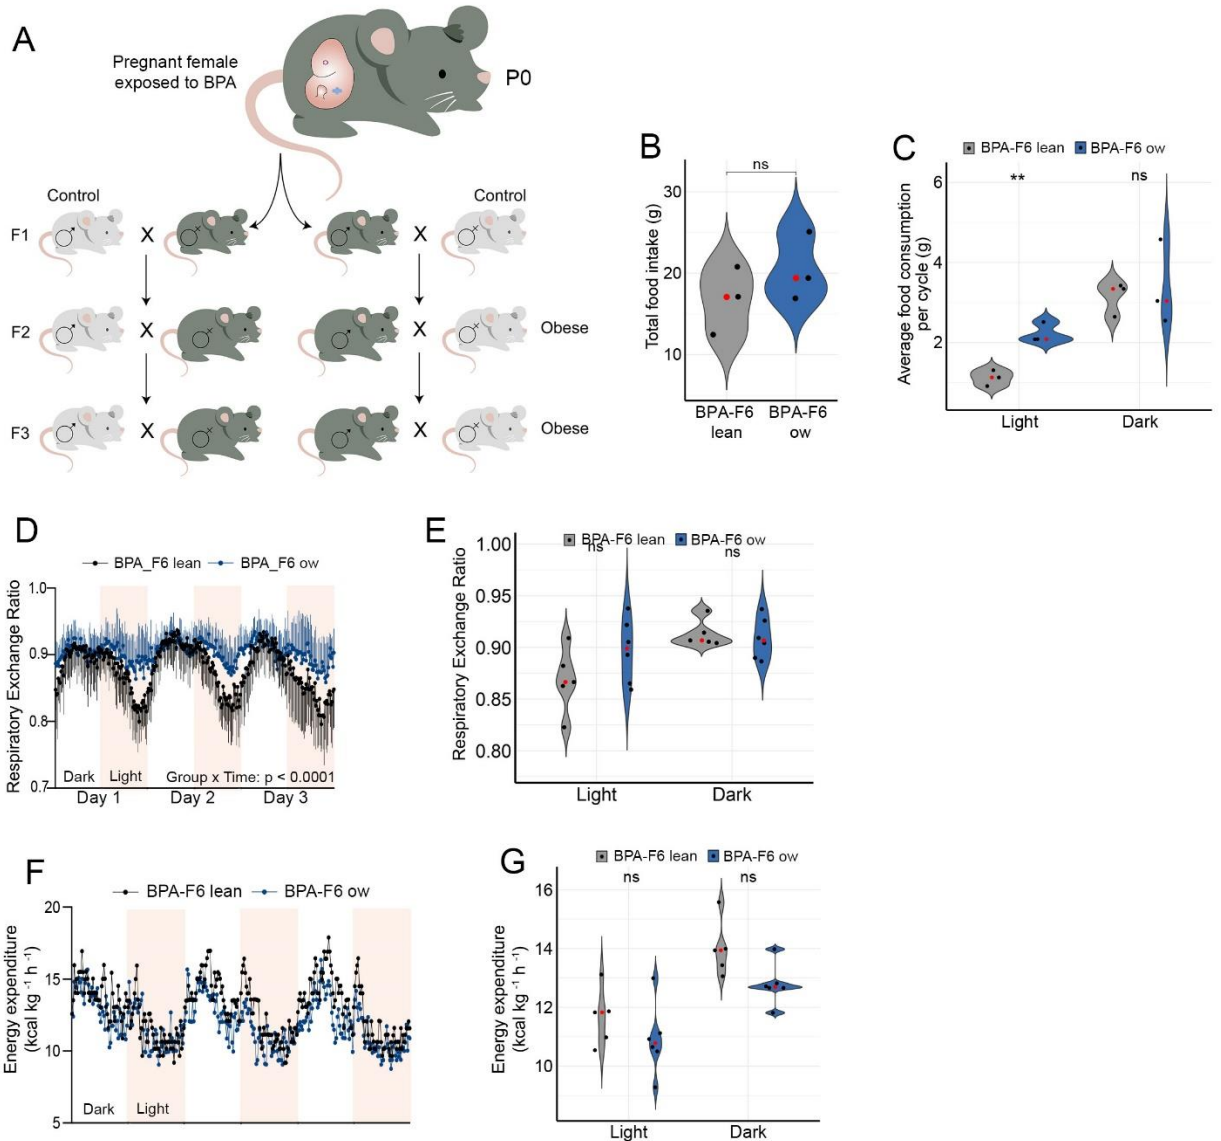 A
Pregnant female
exposed to BPA
P0
Control
Control
F1
X
X
F2
X
X
Obese
F3
X
X
Obese
B
ns
Total food intake (g)
30
20
10
BPA-F6
lean
BPA-F6
ow
C
BPA-F6 lean
BPA-F6 ow
**
ns
Average food consumption
per cycle (g)
6
4
2
Light
Dark
D
BPA_F6 lean
BPA_F6 ow
Respiratory Exchange Ratio
1.0
0.9
0.8
0.7
Dark
Light
Group x Time: p < 0.0001
Day 1
Day 2
Day 3
E
BPA-F6 lean
BPA-F6 ow
ns
ns
Respiratory Exchange Ratio
1.00
0.95
0.90
0.85
0.80
Light
Dark
F
BPA-F6 lean
BPA-F6 ow
Energy expenditure
(kcal kg⁻¹ h⁻¹)
20
15
10
5
Dark
Light
G
BPA-F6 lean
BPA-F6 ow
ns
ns
Energy expenditure
(kcal kg⁻¹ h⁻¹)
16
14
12
10
Light
Dark